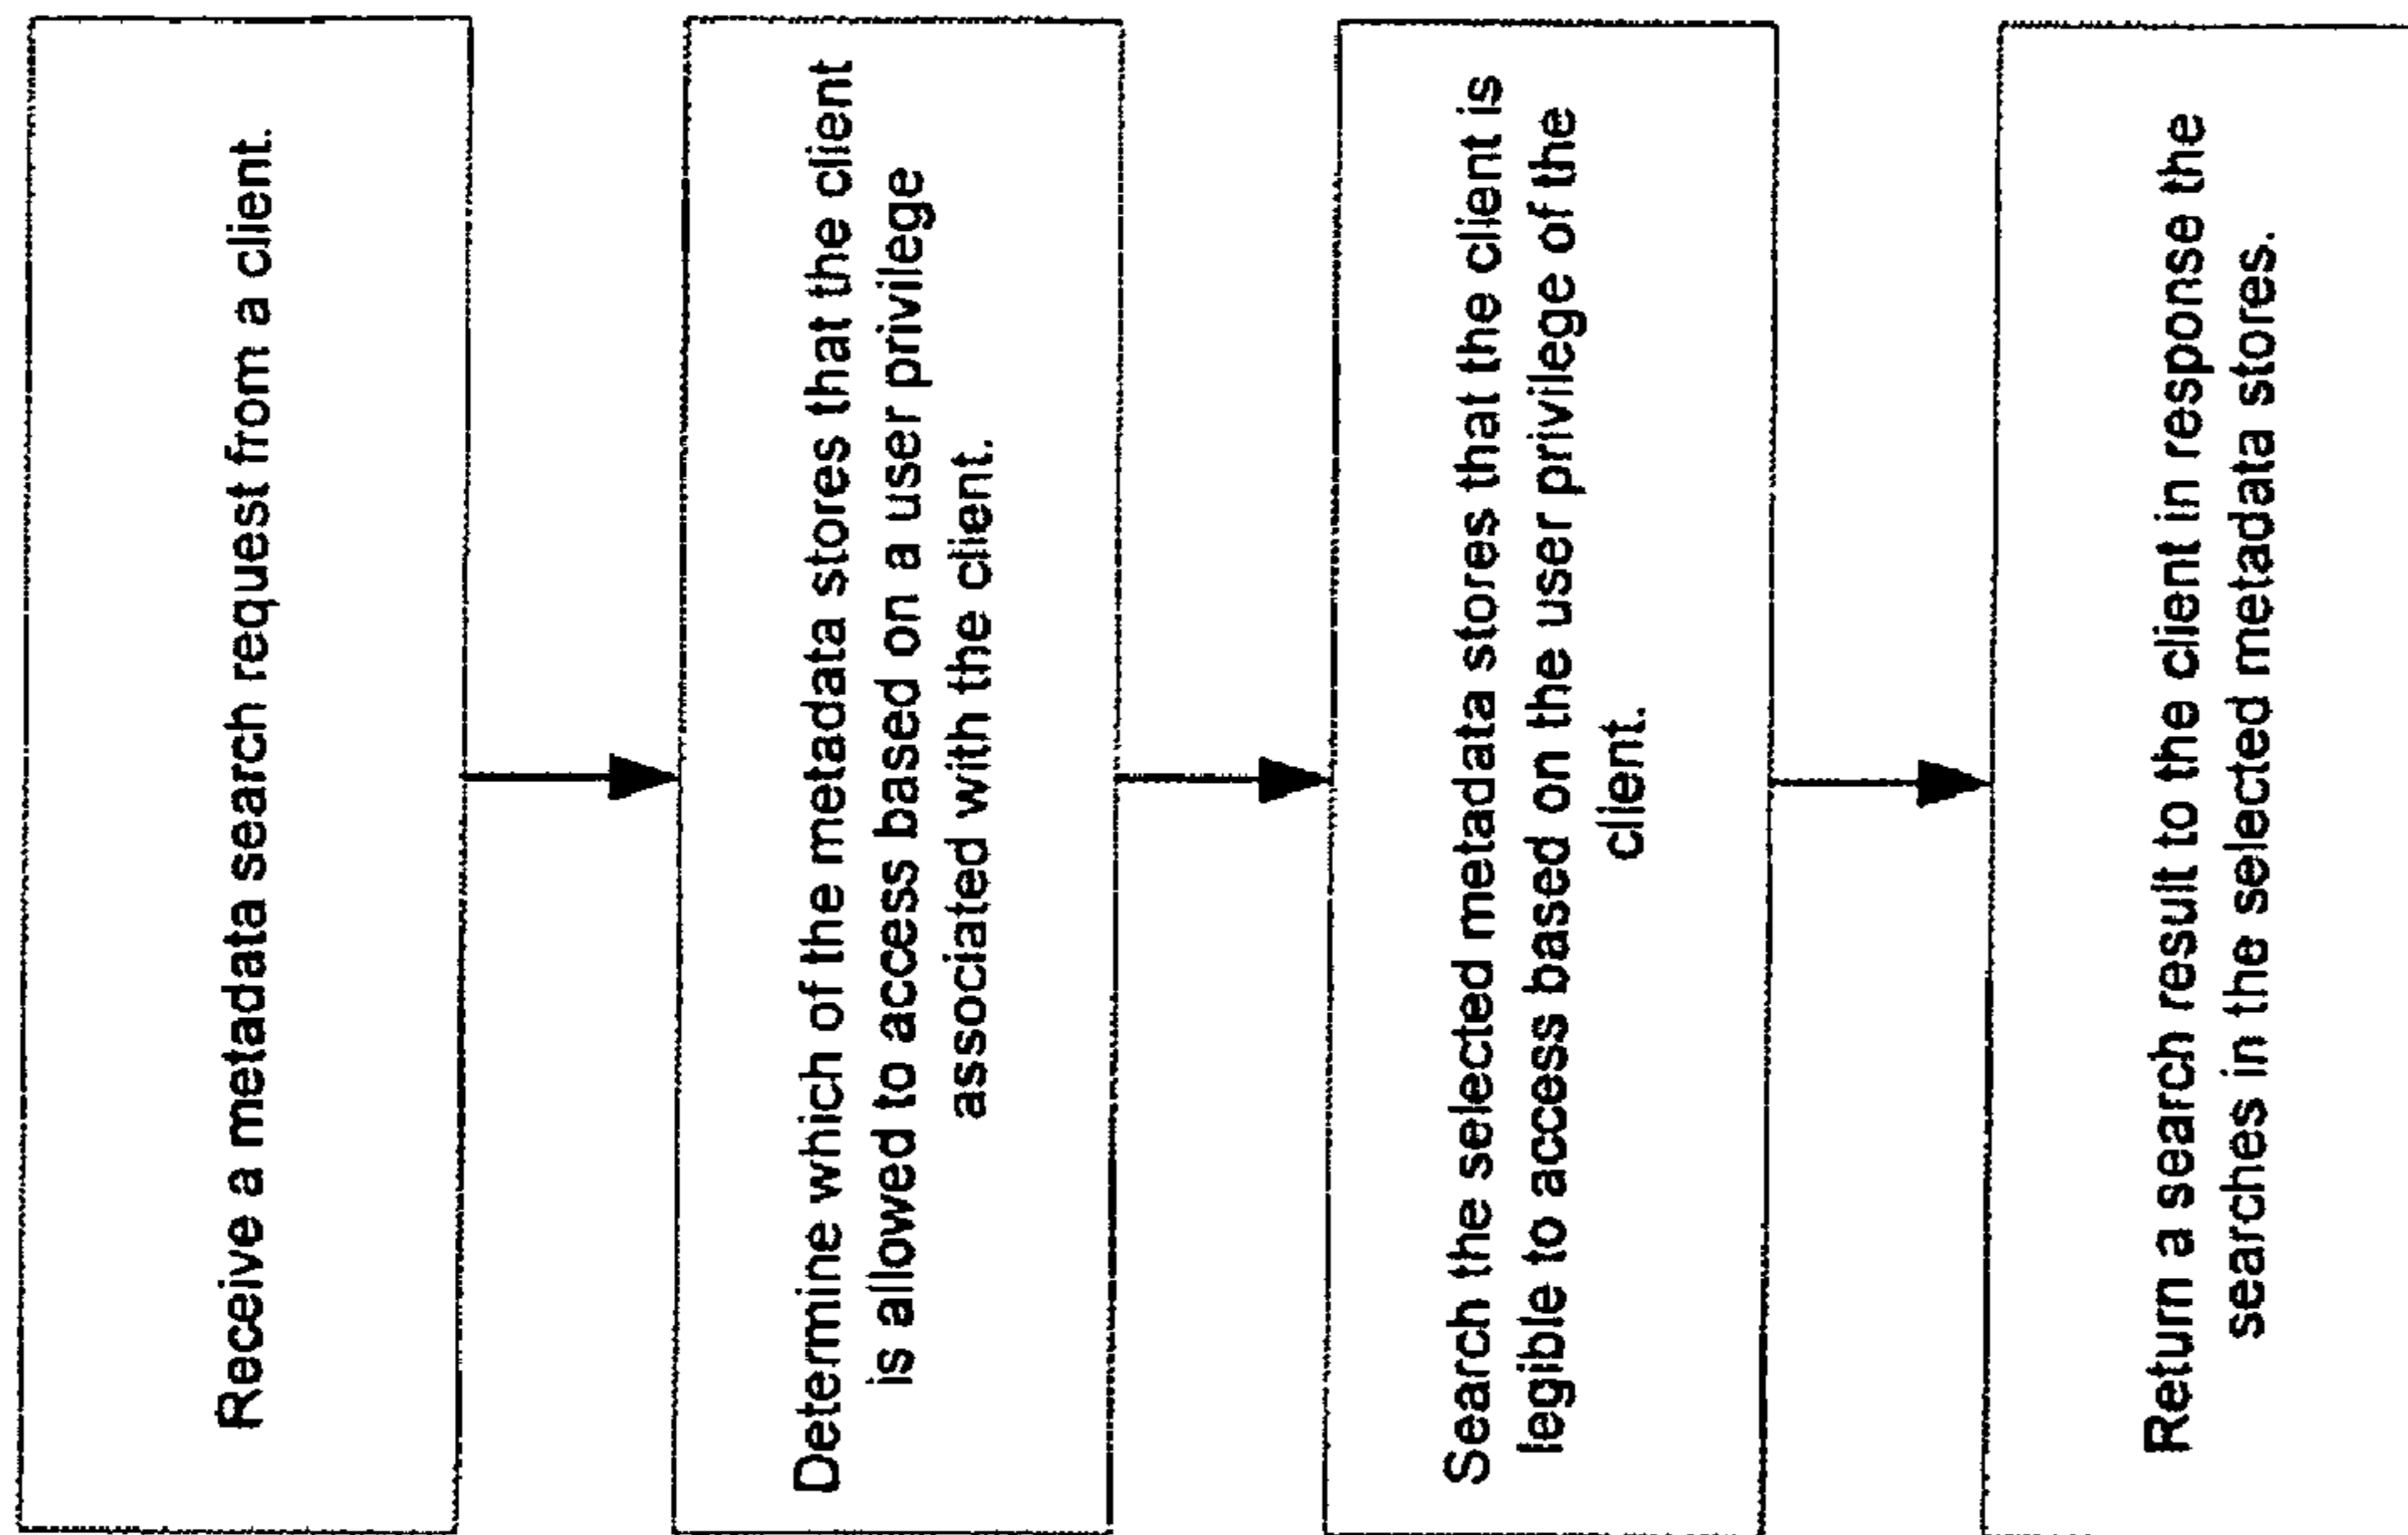 Receive a metadata search request from a client.
Determine which of the metadata stores that the client
is allowed to access based on a user privilege
associated with the client.
Search the selected metadata stores that the client is
legible to access based on the user privilege of the
client.
Return a search result to the client in response the
searches in the selected metadata stores.